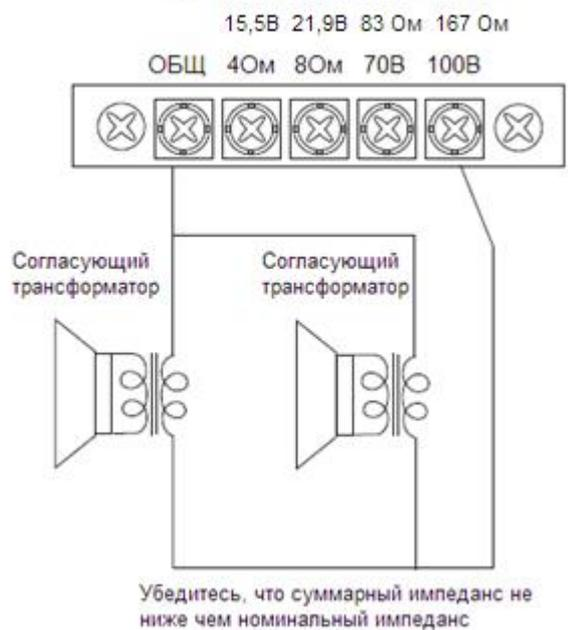 15,5В 21,9В 83 Ом 167 Ом
ОБЩ 4Ом 8Ом 70В 100В
Согласующий
трансформатор
Согласующий
трансформатор
Убедитесь, что суммарный импеданс не
ниже чем номинальный импеданс